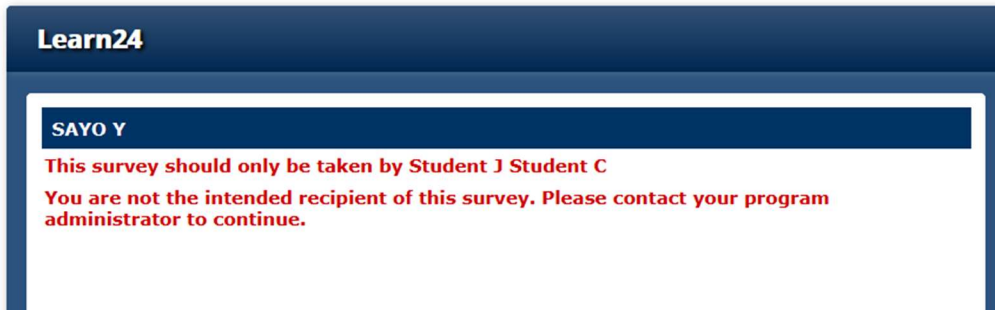 Learn24
SAYO Y
This survey should only be taken by Student J Student C
You are not the intended recipient of this survey. Please contact your program
administrator to continue.